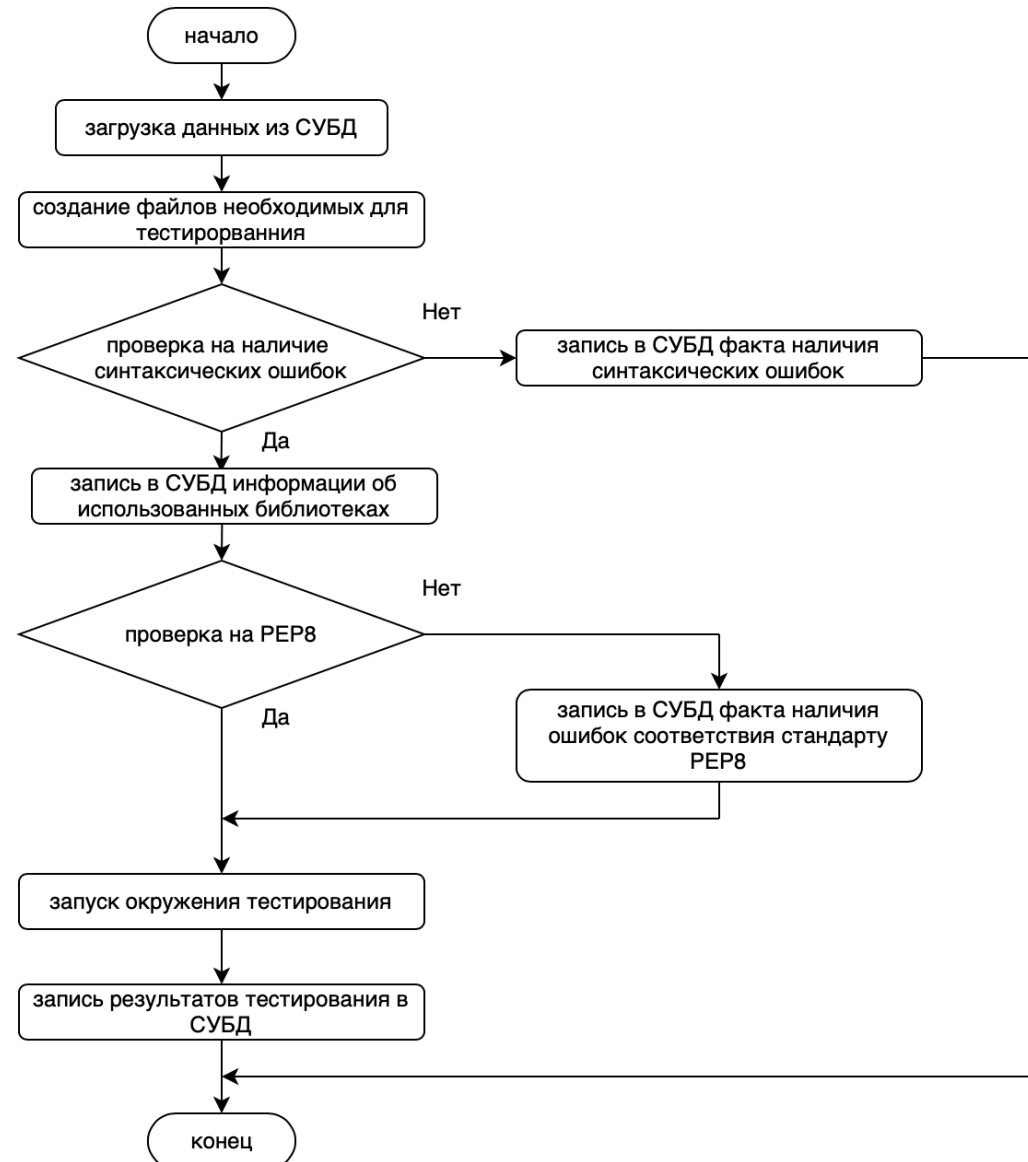 начало
загрузка данных из СУБД
создание файлов необходимых для
тестирорванния
Нет
проверка на наличие
синтаксических ошибок
запись в СУБД факта наличия
синтаксических ошибок
Да
запись в СУБД информации об
использованных библиотеках
Нет
проверка на PEP8
запись в СУБД факта наличия
ошибок соответствия стандарту
PEP8
Да
запуск окружения тестирования
запись результатов тестирования в
СУБД
конец